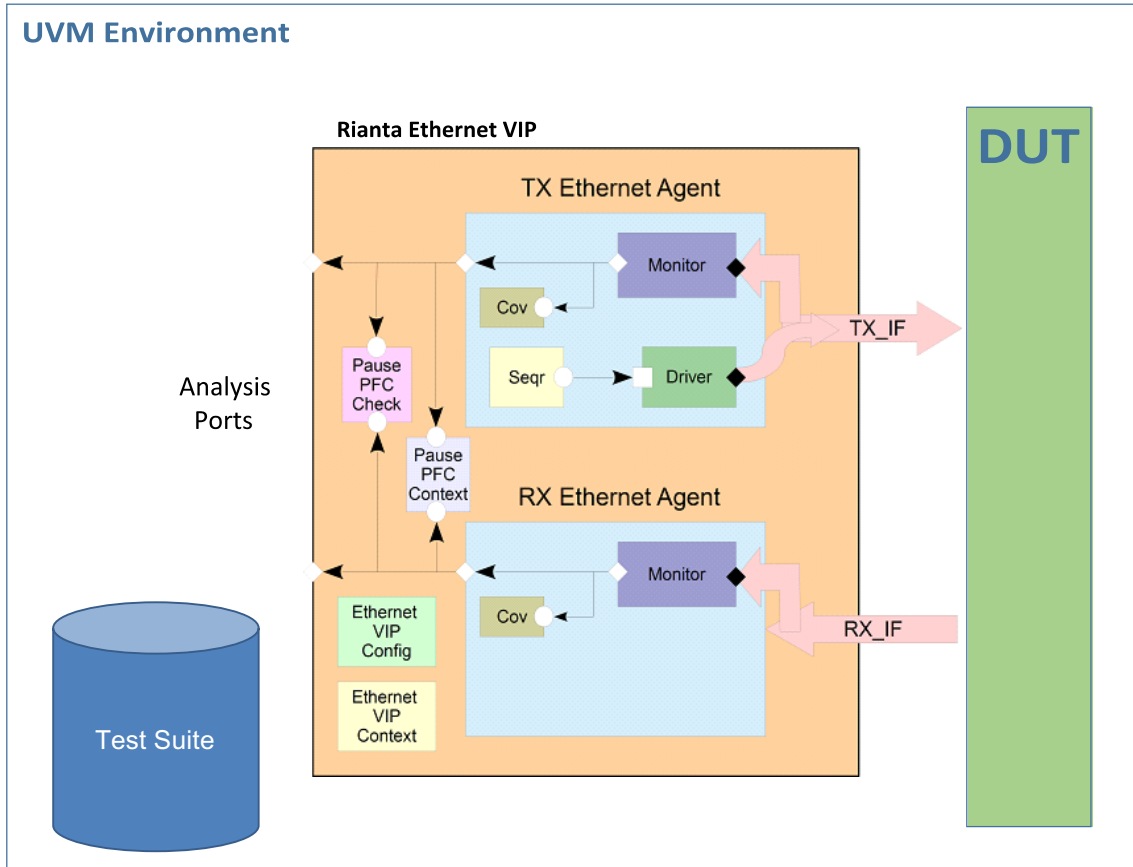 UVM Environment
Rianta Ethernet VIP
DUT
TX Ethernet Agent
Monitor
Cov
TX_IF
Pause
PFC
Check
Seqr
Driver
Analysis
Ports
Pause
PFC
Context
RX Ethernet Agent
Monitor
Cov
RX_IF
Ethernet
VIP
Config
Ethernet
VIP
Context
Test Suite